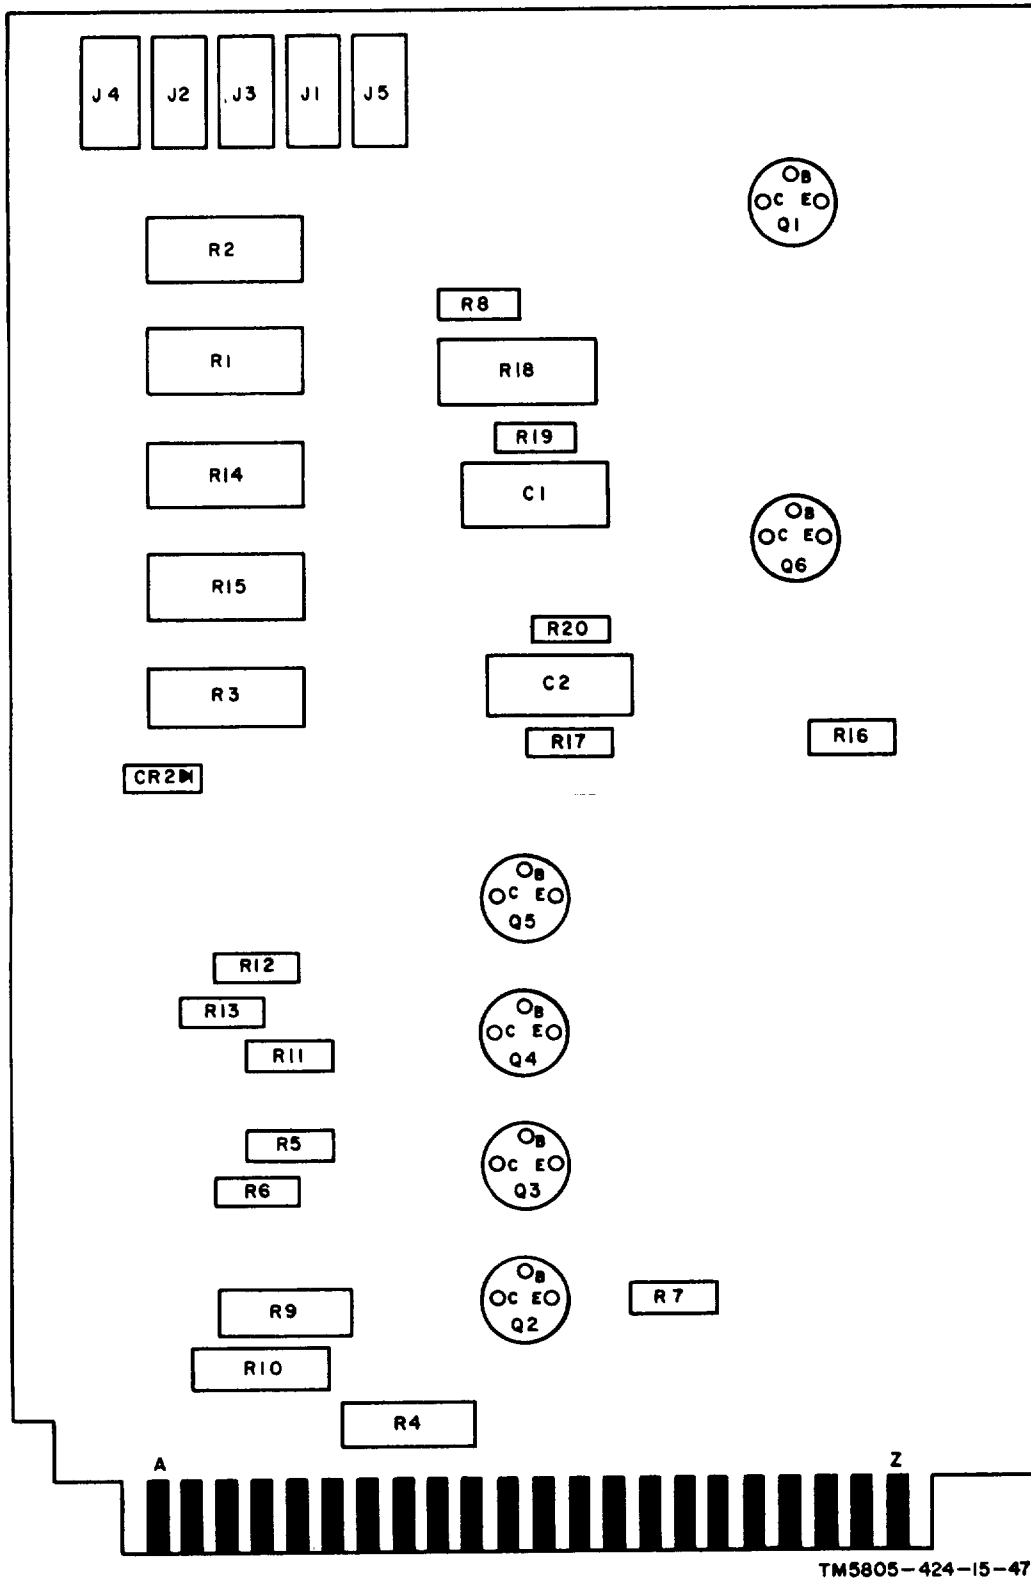 J4 J2 J3 J1 J5
B
C E
Q1
R2
R8
R1
R18
R19
R14
C1
B
C E
Q6
R15
R20
R3
C2
R17
R16
CR2
B
C E
Q5
R12
R13
B
C E
Q4
R11
B
R5
C E
Q3
R6
B
C E
Q2
R7
R9
R10
R4
A Z
TM5805-424-15-47